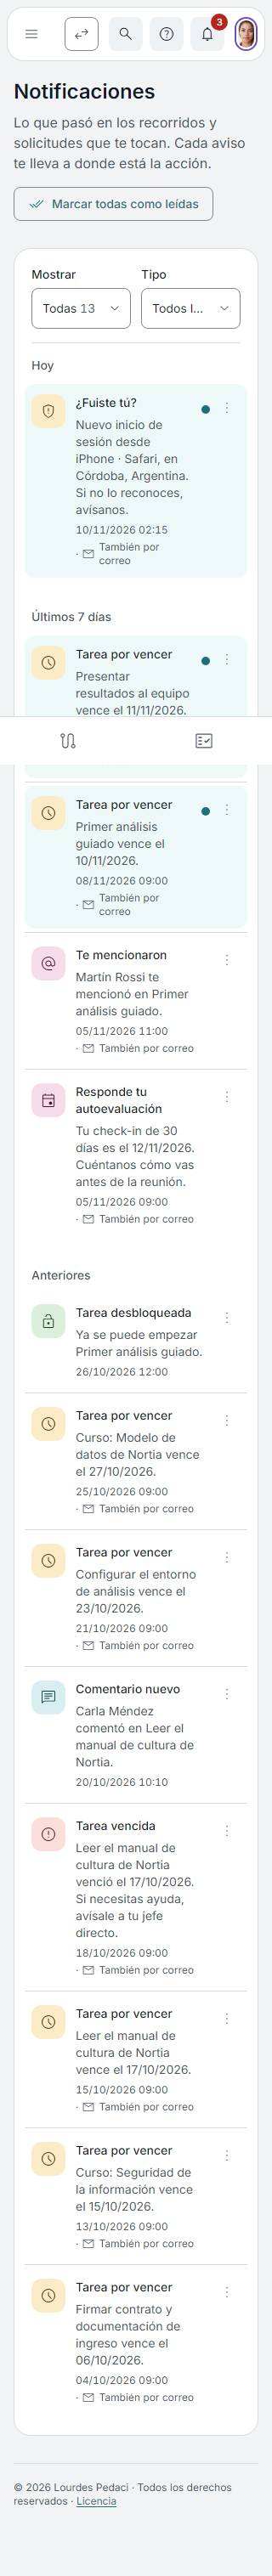 3
Notificaciones
Lo que pasó en los recorridos y
solicitudes que te tocan. Cada aviso
te lleva a donde está la acción.
Marcar todas como leídas
Mostrar
Tipo
Todas 13
Todos l...
Hoy
¿Fuiste tú?
Nuevo inicio de
sesión desde
iPhone · Safari, en
Córdoba, Argentina.
Si no lo reconoces,
avísanos.
10/11/2026 02:15
· También por
correo
Últimos 7 días
Tarea por vencer
Presentar
resultados al equipo
vence el 11/11/2026.
Tarea por vencer
Primer análisis
guiado vence el
10/11/2026.
08/11/2026 09:00
· También por
correo
Te mencionaron
Martín Rossi te
mencionó en Primer
análisis guiado.
05/11/2026 11:00
· También por correo
Responde tu
autoevaluación
Tu check-in de 30
días es el 12/11/2026.
Cuéntanos cómo vas
antes de la reunión.
05/11/2026 09:00
· También por correo
Anteriores
Tarea desbloqueada
Ya se puede empezar
Primer análisis guiado.
26/10/2026 12:00
Tarea por vencer
Curso: Modelo de
datos de Nortia vence
el 27/10/2026.
25/10/2026 09:00
· También por correo
Tarea por vencer
Configurar el entorno
de análisis vence el
23/10/2026.
21/10/2026 09:00
· También por correo
Comentario nuevo
Carla Méndez
comentó en Leer el
manual de cultura de
Nortia.
20/10/2026 10:10
Tarea vencida
Leer el manual de
cultura de Nortia
venció el 17/10/2026.
Si necesitas ayuda,
avísale a tu jefe
directo.
18/10/2026 09:00
· También por correo
Tarea por vencer
Leer el manual de
cultura de Nortia
vence el 17/10/2026.
15/10/2026 09:00
· También por correo
Tarea por vencer
Curso: Seguridad de
la información vence
el 15/10/2026.
13/10/2026 09:00
· También por correo
Tarea por vencer
Firmar contrato y
documentación de
ingreso vence el
06/10/2026.
04/10/2026 09:00
· También por correo
© 2026 Lourdes Pedaci · Todos los derechos
reservados · Licencia